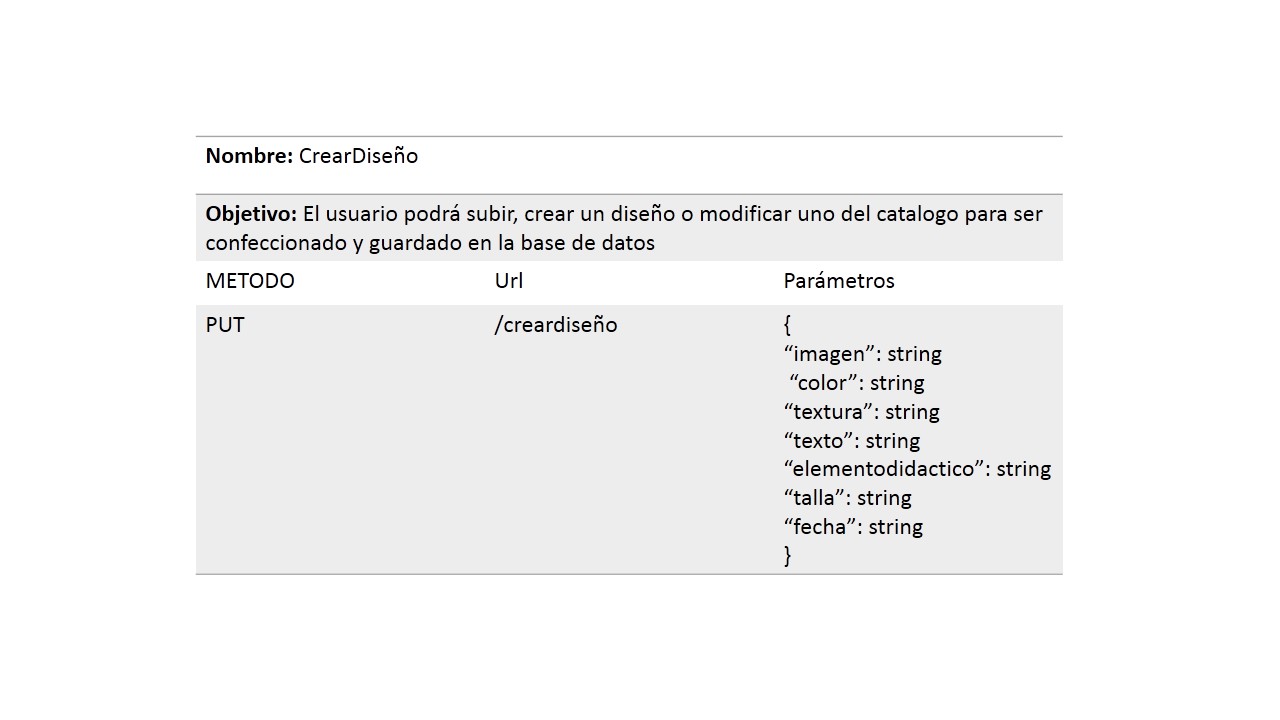 Nombre: CrearDiseño
Objetivo: El usuario podrá subir, crear un diseño o modificar uno del catalogo para ser
confeccionado y guardado en la base de datos
METODO Url Parámetros
PUT /creardiseño {
“imagen”: string
“color”: string
“textura”: string
“texto”: string
“elementodidactico”: string
“talla”: string
“fecha”: string
}